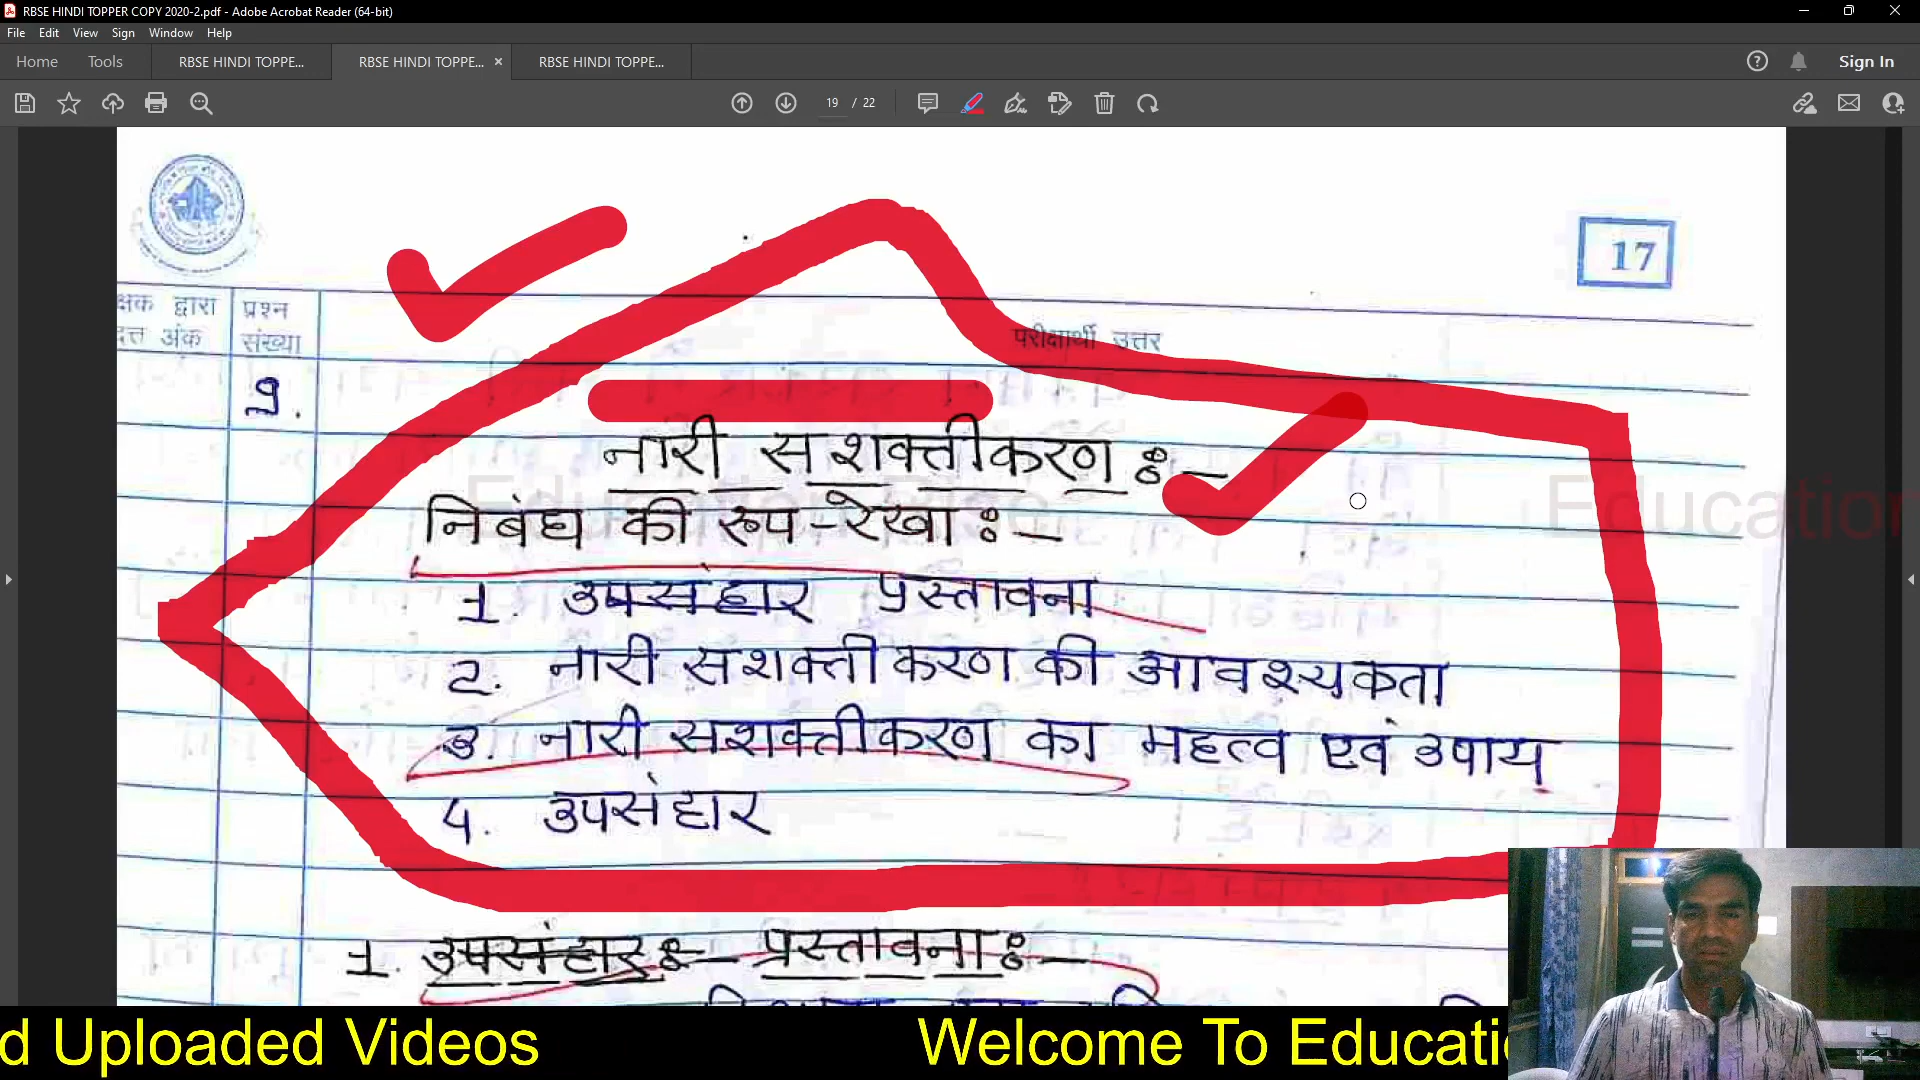 RBSE HINDI TOPPER COPY 2020-2.pdf - Adobe Acrobat Reader (64-bit)
File Edit View Sign Window Help
Home Tools RBSE HINDI TOPPE... RBSE HINDI TOPPE... × RBSE HINDI TOPPE... Sign In
19 / 22
17
क्षक द्वारा प्रश्न
दत्त अंक संख्या
परीक्षार्थी उत्तर
9.
नारी सशक्तीकरण :-
निबंध की रूप-रेखा :-
1. उपसंहार प्रस्तावना
2. नारी सशक्तीकरण की आवश्यकता
3. नारी सशक्तीकरण का महत्व एवं उपाय
4. उपसंहार
Education
1. उपसंहार :- प्रस्तावना :-
d Uploaded Videos Welcome To Educati